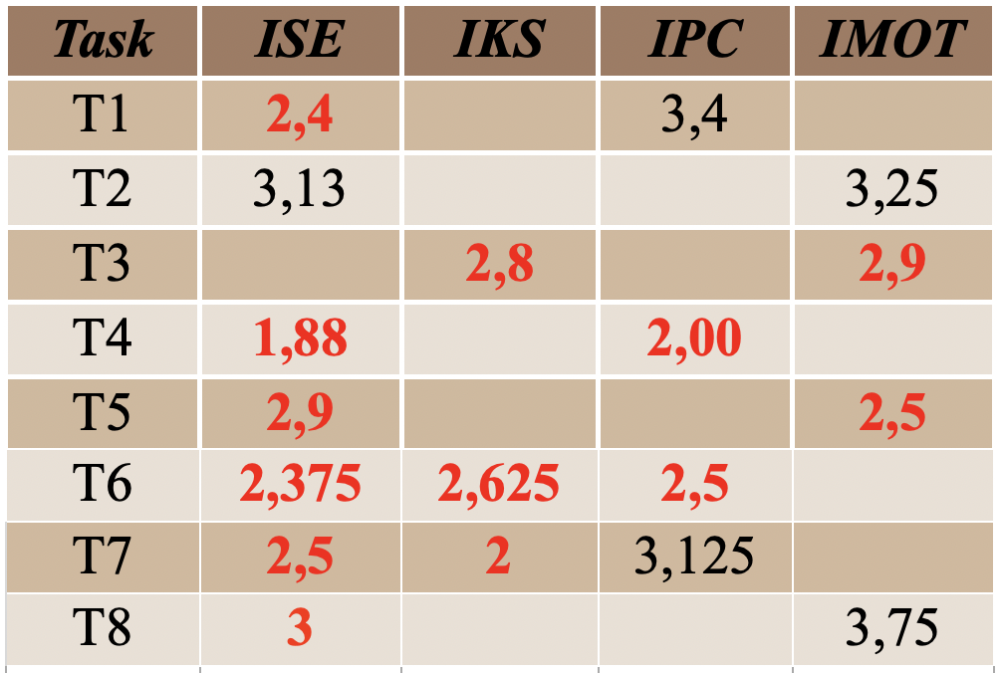 Task ISE IKS IPC IMOT
T1 2,4 3,4
T2 3,13 3,25
T3 2,8 2,9
T4 1,88 2,00
T5 2,9 2,5
T6 2,375 2,625 2,5
T7 2,5 2 3,125
T8 3 3,75